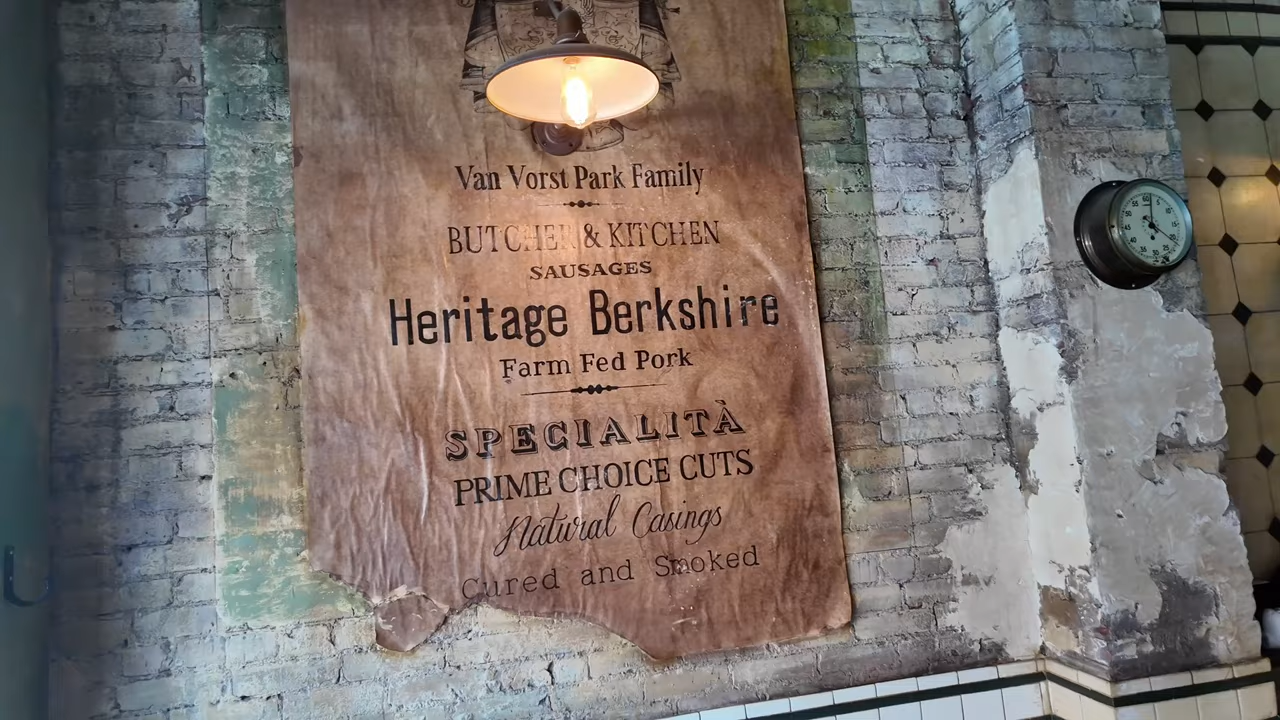 Van Vorst Park Family
BUTCHER & KITCHEN
SAUSAGES
Heritage Berkshire
Farm Fed Pork
SPECIALITÀ
PRIME CHOICE CUTS
Natural Casings
Cured and Smoked